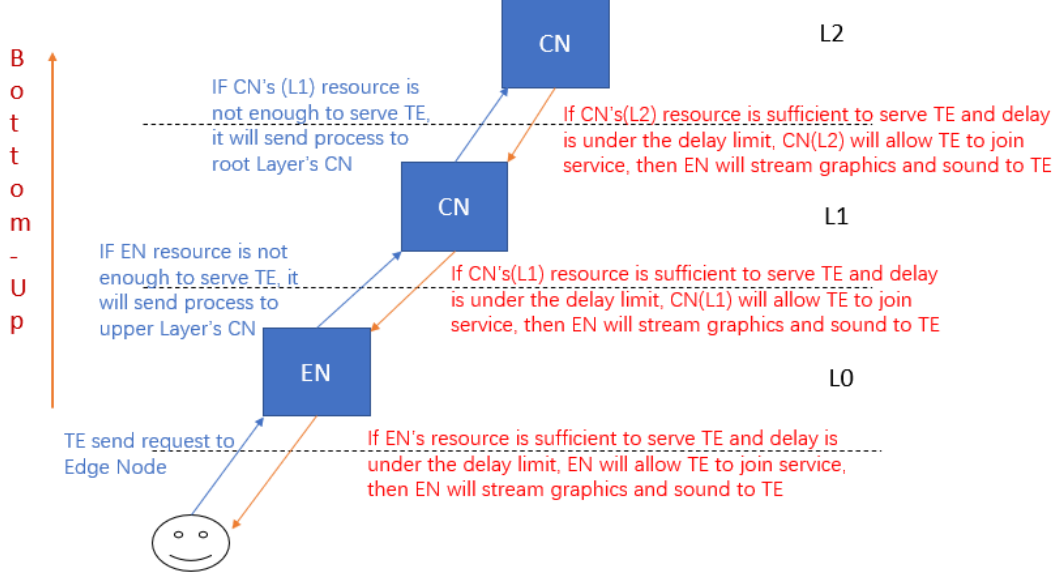 CN
L2
B
o
t
t
o
m
-
U
p
IF CN's (L1) resource is
not enough to serve TE,
it will send process to
root Layer's CN
If CN's(L2) resource is sufficient to serve TE and delay
is under the delay limit, CN(L2) will allow TE to join
service, then EN will stream graphics and sound to TE
CN
L1
IF EN resource is not
enough to serve TE, it
will send process to
upper Layer's CN
If CN's(L1) resource is sufficient to serve TE and delay
is under the delay limit, CN(L1) will allow TE to join
service, then EN will stream graphics and sound to TE
EN
L0
TE send request to
Edge Node
If EN's resource is sufficient to serve TE and delay is
under the delay limit, EN will allow TE to join service,
then EN will stream graphics and sound to TE